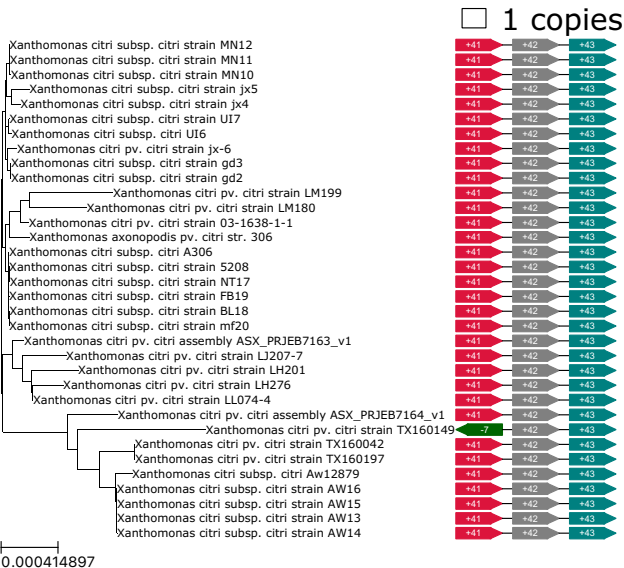 1 copies
Xanthomonas citri subsp. citri strain MN12 +41 +42 +43
Xanthomonas citri subsp. citri strain MN11 +41 +42 +43
Xanthomonas citri subsp. citri strain MN10 +41 +42 +43
Xanthomonas citri subsp. citri strain jx5 +41 +42 +43
Xanthomonas citri subsp. citri strain jx4 +41 +42 +43
Xanthomonas citri subsp. citri strain UI7 +41 +42 +43
Xanthomonas citri subsp. citri UI6 +41 +42 +43
Xanthomonas citri pv. citri strain jx-6 +41 +42 +43
Xanthomonas citri subsp. citri strain gd3 +41 +42 +43
Xanthomonas citri subsp. citri strain gd2 +41 +42 +43
Xanthomonas citri pv. citri strain LM199 +41 +42 +43
Xanthomonas citri pv. citri strain LM180 +41 +42 +43
Xanthomonas citri pv. citri strain 03-1638-1-1 +41 +42 +43
Xanthomonas axonopodis pv. citri str. 306 +41 +42 +43
Xanthomonas citri subsp. citri A306 +41 +42 +43
Xanthomonas citri subsp. citri strain 5208 +41 +42 +43
Xanthomonas citri subsp. citri strain NT17 +41 +42 +43
Xanthomonas citri subsp. citri strain FB19 +41 +42 +43
Xanthomonas citri subsp. citri strain BL18 +41 +42 +43
Xanthomonas citri subsp. citri strain mf20 +41 +42 +43
Xanthomonas citri pv. citri assembly ASX_PRJEB7163_v1 +41 +42 +43
Xanthomonas citri pv. citri strain LJ207-7 +41 +42 +43
Xanthomonas citri pv. citri strain LH201 +41 +42 +43
Xanthomonas citri pv. citri strain LH276 +41 +42 +43
Xanthomonas citri pv. citri strain LL074-4 +41 +42 +43
Xanthomonas citri pv. citri assembly ASX_PRJEB7164_v1 +41 +42 +43
Xanthomonas citri pv. citri strain TX160149 -7 +42 +43
Xanthomonas citri pv. citri strain TX160042 +41 +42 +43
Xanthomonas citri pv. citri strain TX160197 +41 +42 +43
Xanthomonas citri subsp. citri Aw12879 +41 +42 +43
Xanthomonas citri subsp. citri strain AW16 +41 +42 +43
Xanthomonas citri subsp. citri strain AW15 +41 +42 +43
Xanthomonas citri subsp. citri strain AW13 +41 +42 +43
Xanthomonas citri subsp. citri strain AW14 +41 +42 +43
0.000414897